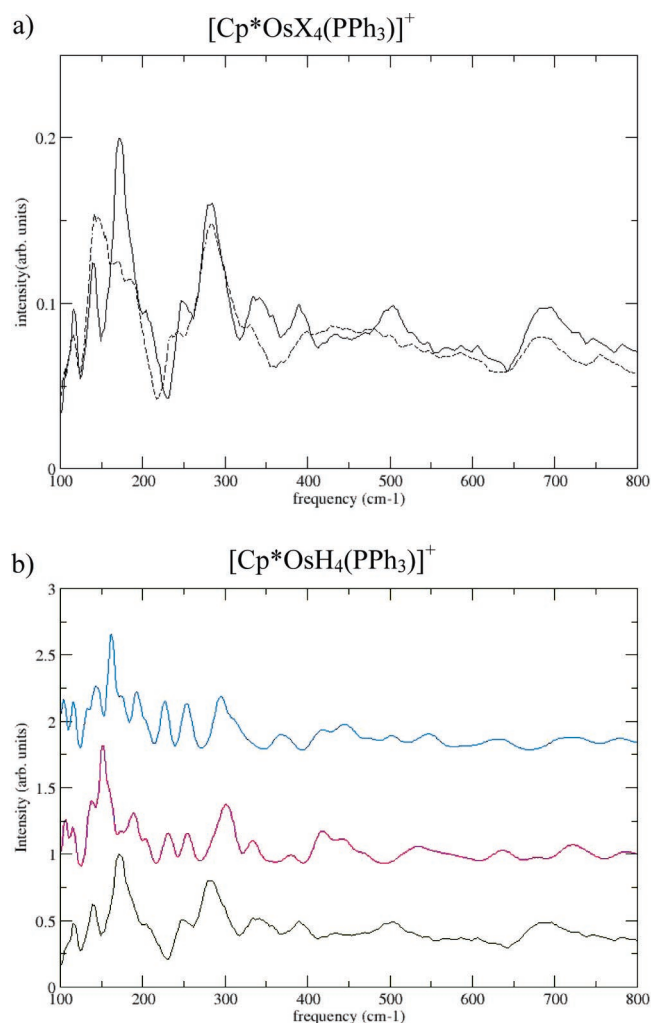 a) [Cp*OsX₄(PPh₃)]⁺
0.2
0.1
0
intensity(arb. units)
100 200 300 400 500 600 700 800
frequency (cm-1)
b) [Cp*OsH₄(PPh₃)]⁺
3
2.5
2
1.5
1
0.5
0
Intensity (arb. units)
100 200 300 400 500 600 700 800
frequency (cm-1)